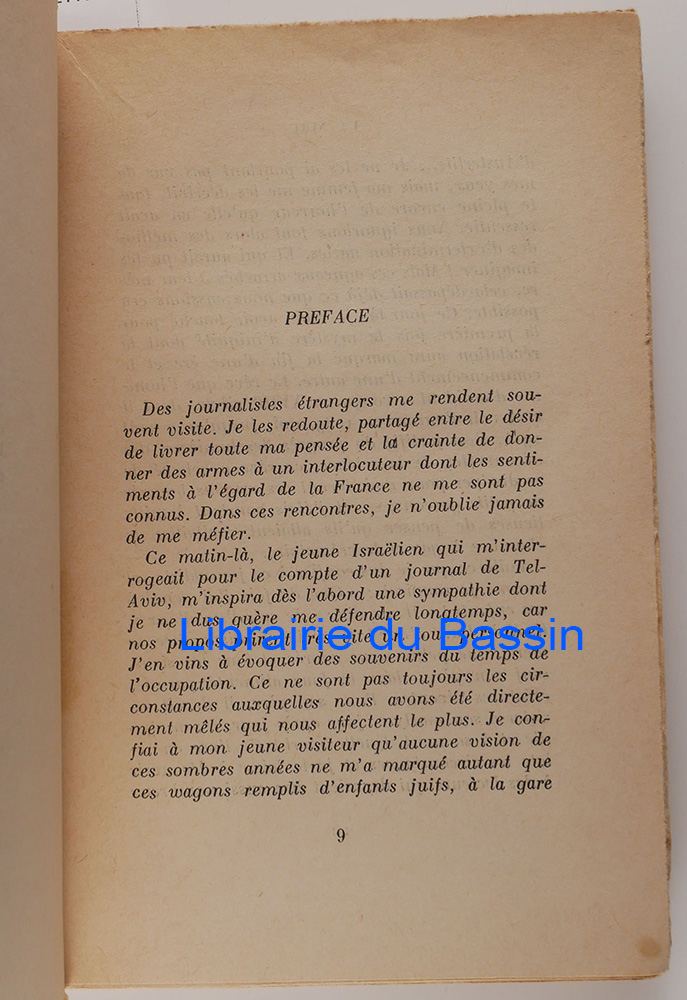 PREFACE
Des journalistes étrangers me rendent sou-
vent visite. Je les redoute, partagé entre le désir
de livrer toute ma pensée et la crainte de don-
ner des armes à un interlocuteur dont les senti-
ments à l'égard de la France ne me sont pas
connus. Dans ces rencontres, je n'oublie jamais
de me méfier.
Ce matin-là, le jeune Israëlien qui m'inter-
rogeait pour le compte d'un journal de Tel-
Aviv, m'inspira dès l'abord une sympathie dont
je ne dus guère me défendre longtemps, car
nos propos prirent très vite un tour personnel.
Librairie du Bassin
J'en vins à évoquer des souvenirs du temps de
l'occupation. Ce ne sont pas toujours les cir-
constances auxquelles nous avons été directe-
ment mêlés qui nous affectent le plus. Je con-
fiai à mon jeune visiteur qu'aucune vision de
ces sombres années ne m'a marqué autant que
ces wagons remplis d'enfants juifs, à la gare
9